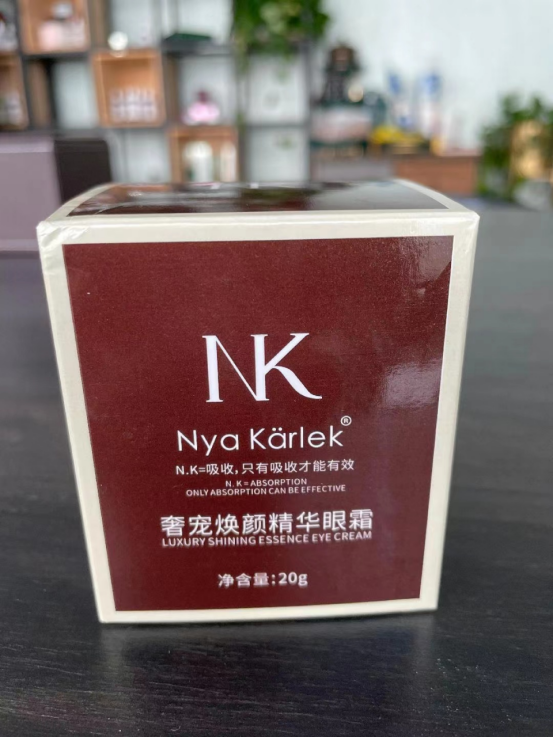 NK
Nya Kärlek®
N.K=吸收,只有吸收才能有效
N.K=ABSORPTION
ONLY ABSORPTION CAN BE EFFECTIVE
奢宠焕颜精华眼霜
LUXURY SHINING ESSENCE EYE CREAM
净含量:20g